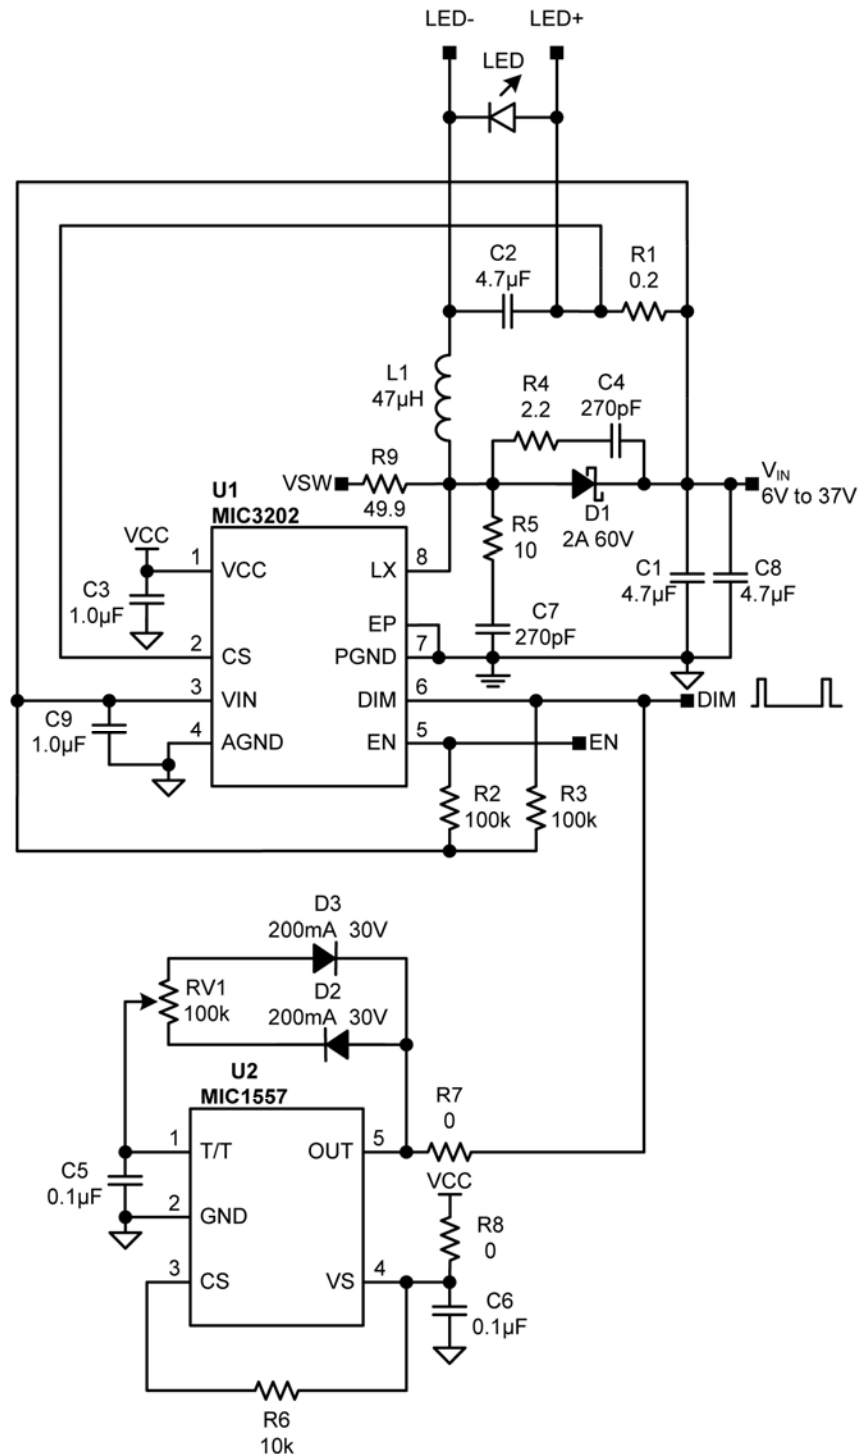 LED-
LED+
LED
C2
4.7µF
R1
0.2
L1
47µH
R4
2.2
C4
270pF
VSW
R9
49.9
D1
2A 60V
V_IN
6V to 37V
U1
MIC3202
VCC
C3
1.0µF
1
VCC
LX
8
R5
10
C7
270pF
C1
4.7µF
C8
4.7µF
EP
2
CS
PGND
7
3
VIN
DIM
6
DIM
C9
1.0µF
4
AGND
EN
5
EN
R2
100k
R3
100k
D3
200mA 30V
RV1
100k
D2
200mA 30V
U2
MIC1557
1
T/T
OUT
5
R7
0
C5
0.1µF
2
GND
VCC
R8
0
3
CS
VS
4
C6
0.1µF
R6
10k